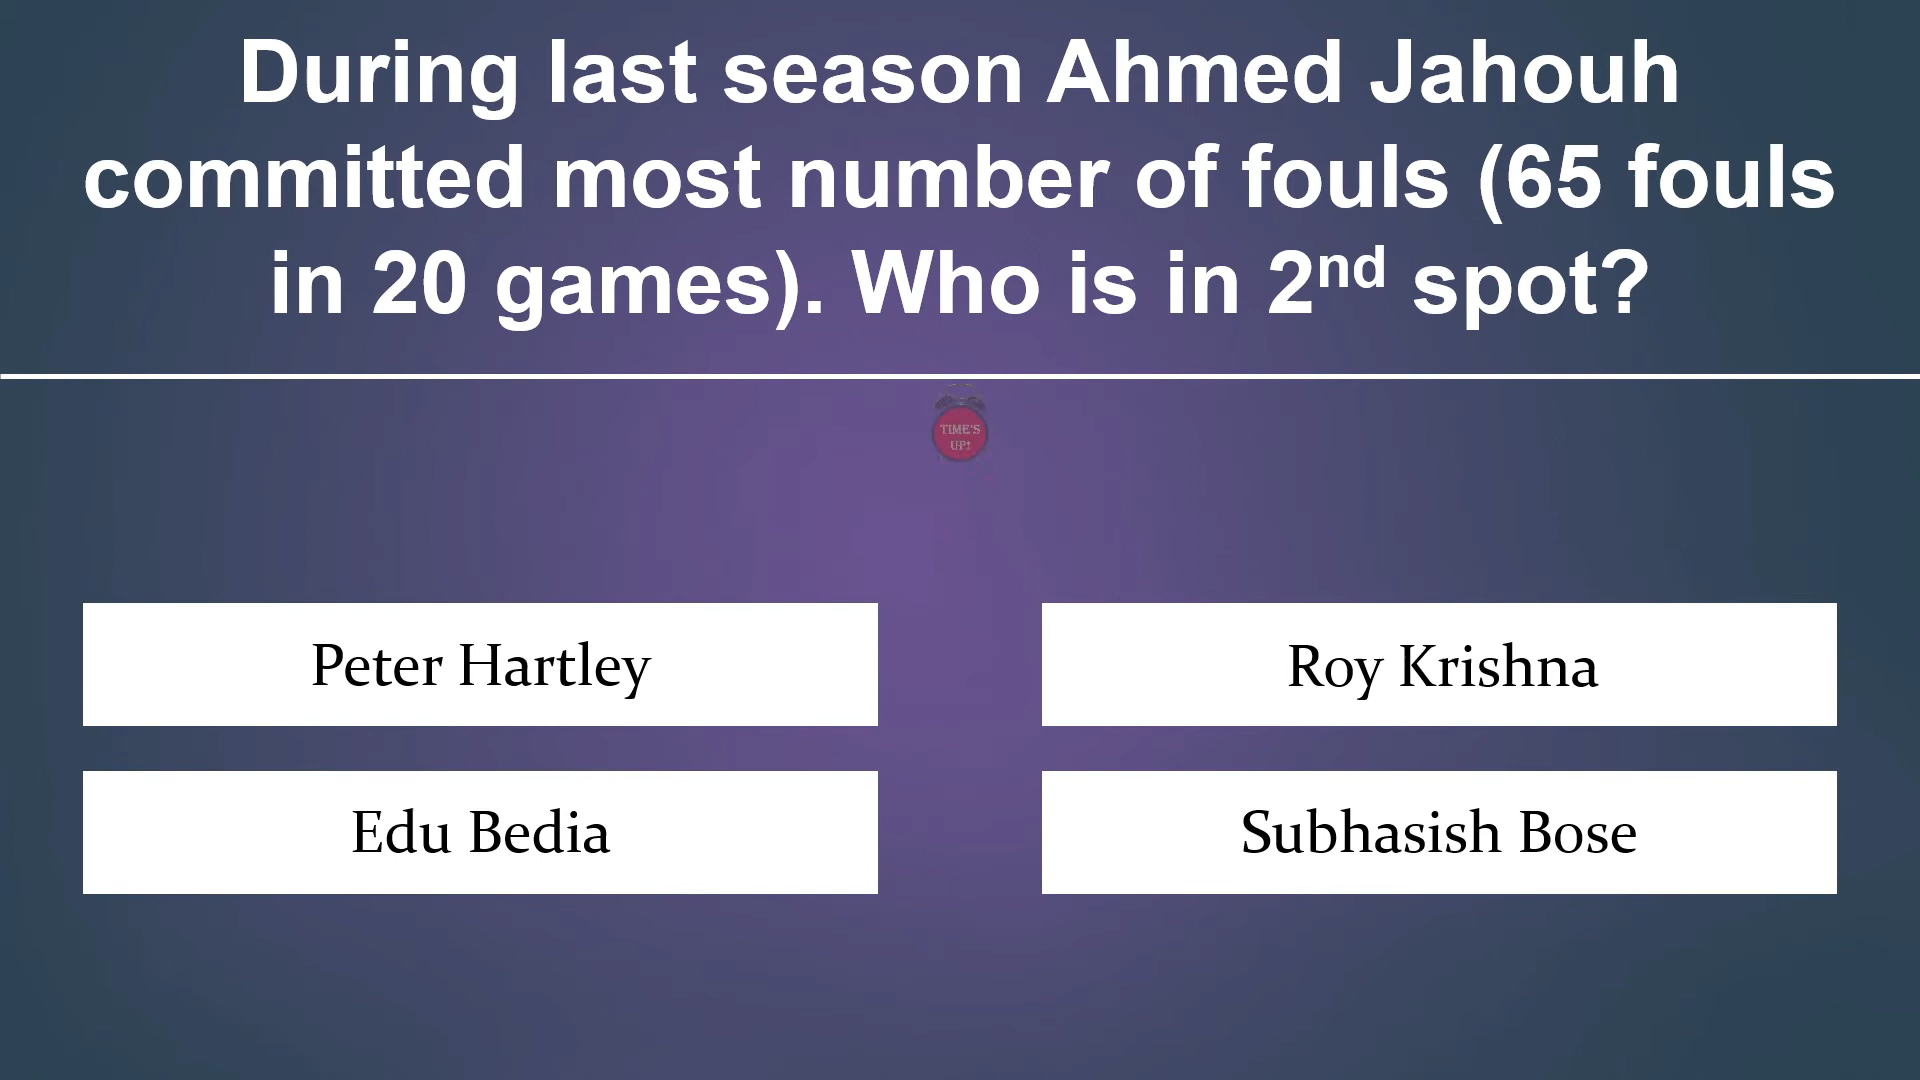 During last season Ahmed Jahouh
committed most number of fouls (65 fouls
in 20 games). Who is in 2nd spot?
TIME'S
UP!
Peter Hartley
Roy Krishna
Edu Bedia
Subhasish Bose